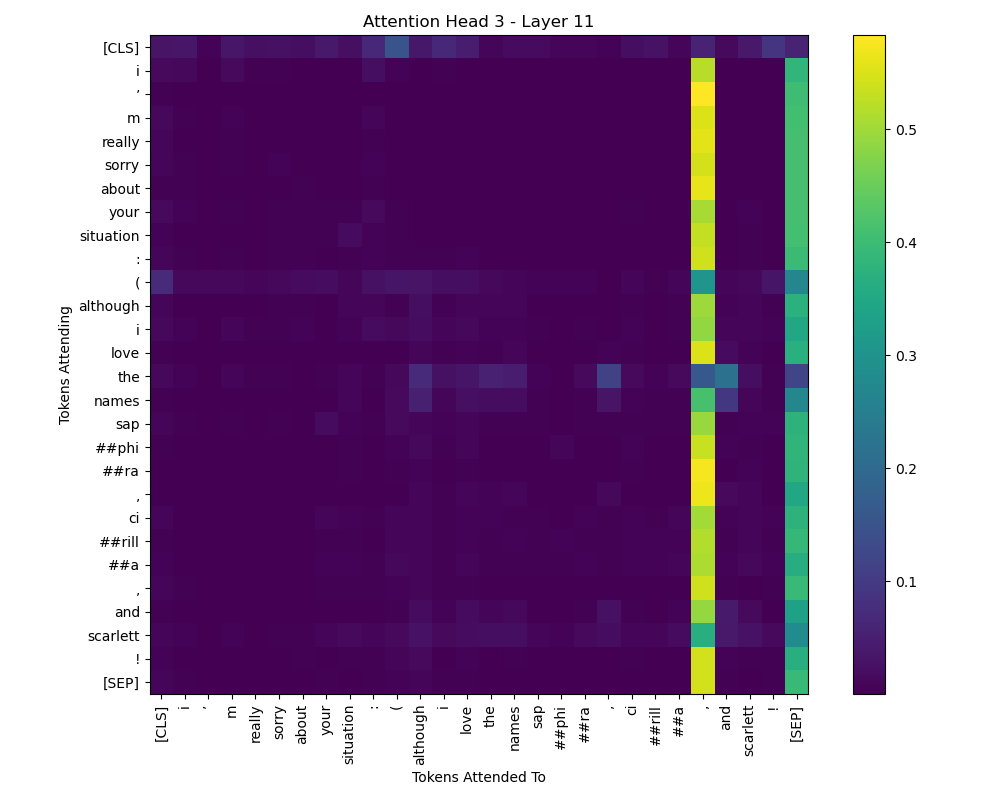 Attention Head 3 - Layer 11
Tokens Attending
[CLS]
i
’
m
really
sorry
about
your
situation
:
(
although
i
love
the
names
sap
##phi
##ra
,
ci
##rill
##a
,
and
scarlett
!
[SEP]
[CLS]
i
’
m
really
sorry
about
your
situation
:
(
although
i
love
the
names
sap
##phi
##ra
,
ci
##rill
##a
,
and
scarlett
!
[SEP]
Tokens Attended To
0.5
0.4
0.3
0.2
0.1